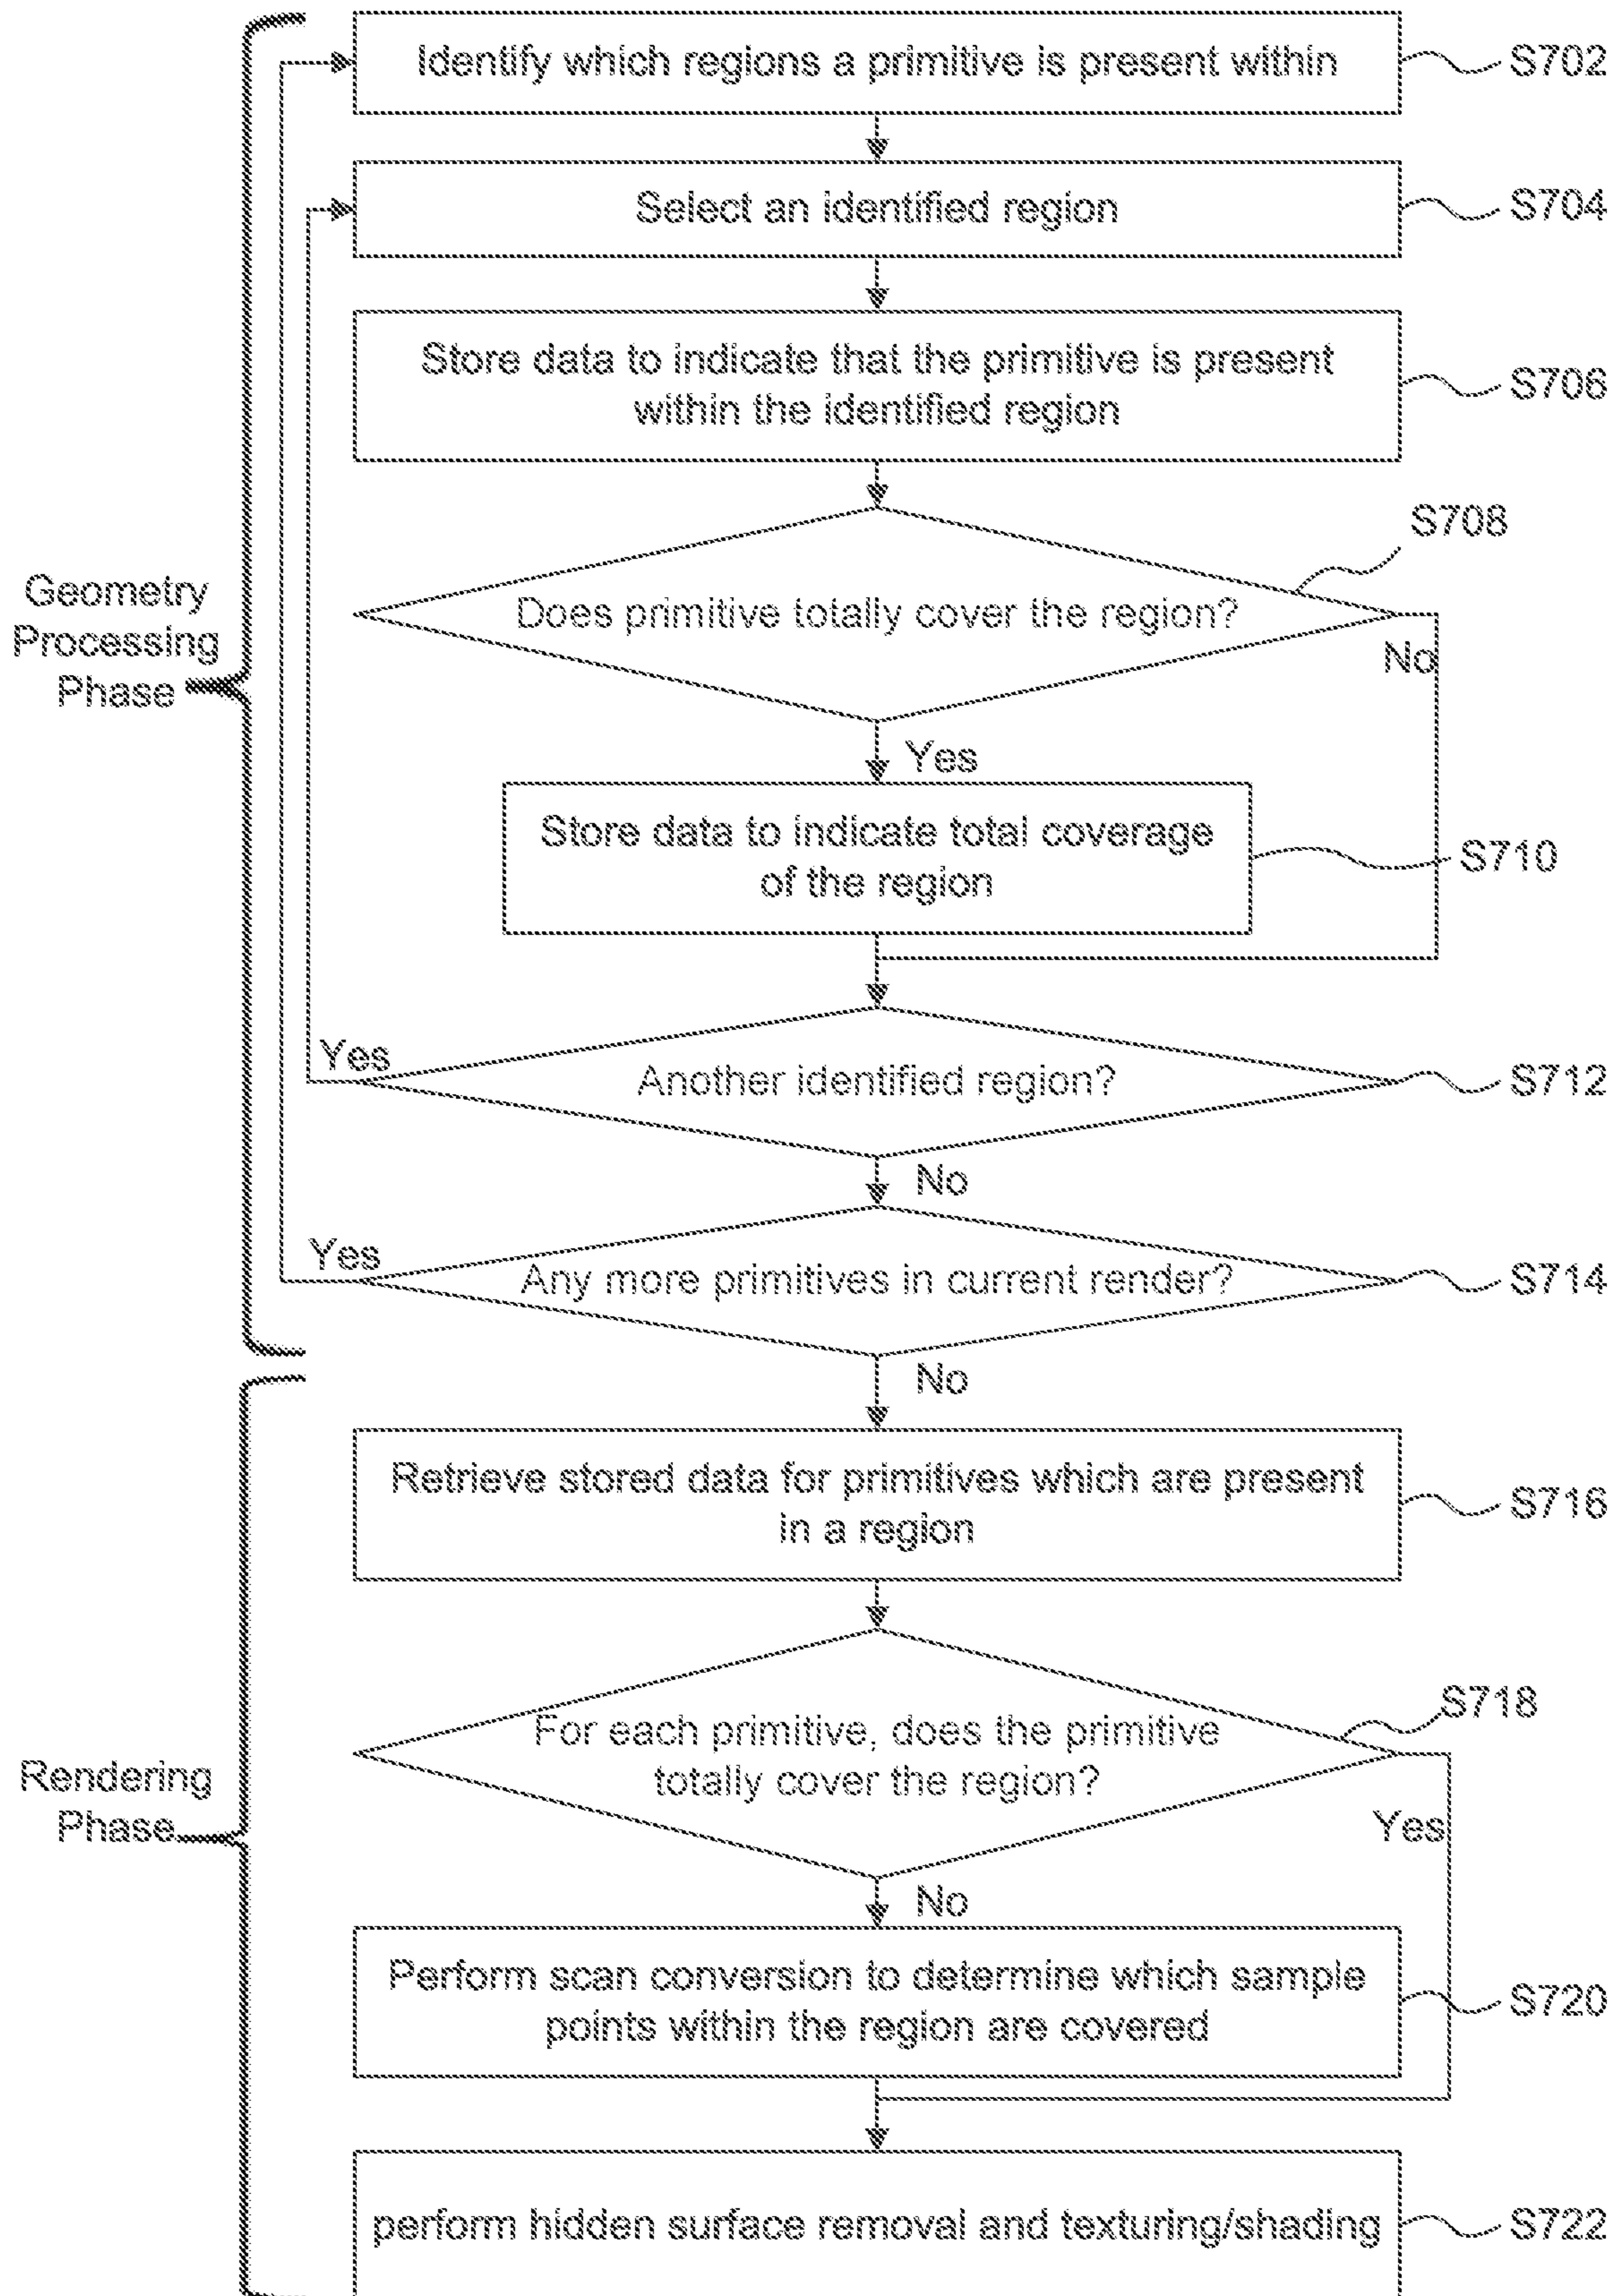 Identify which regions a primitive is present within
S702
Select an identified region
S704
Store data to indicate that the primitive is present
within the identified region
S706
S708
Does primitive totally cover the region?
No
Geometry
Processing
Phase
Yes
Store data to indicate total coverage
of the region
S710
Yes
Another identified region?
S712
No
Yes
Any more primitives in current render?
S714
No
Retrieve stored data for primitives which are present
in a region
S716
S718
For each primitive, does the primitive
totally cover the region?
Rendering
Phase
Yes
No
Perform scan conversion to determine which sample
points within the region are covered
S720
perform hidden surface removal and texturing/shading
S722